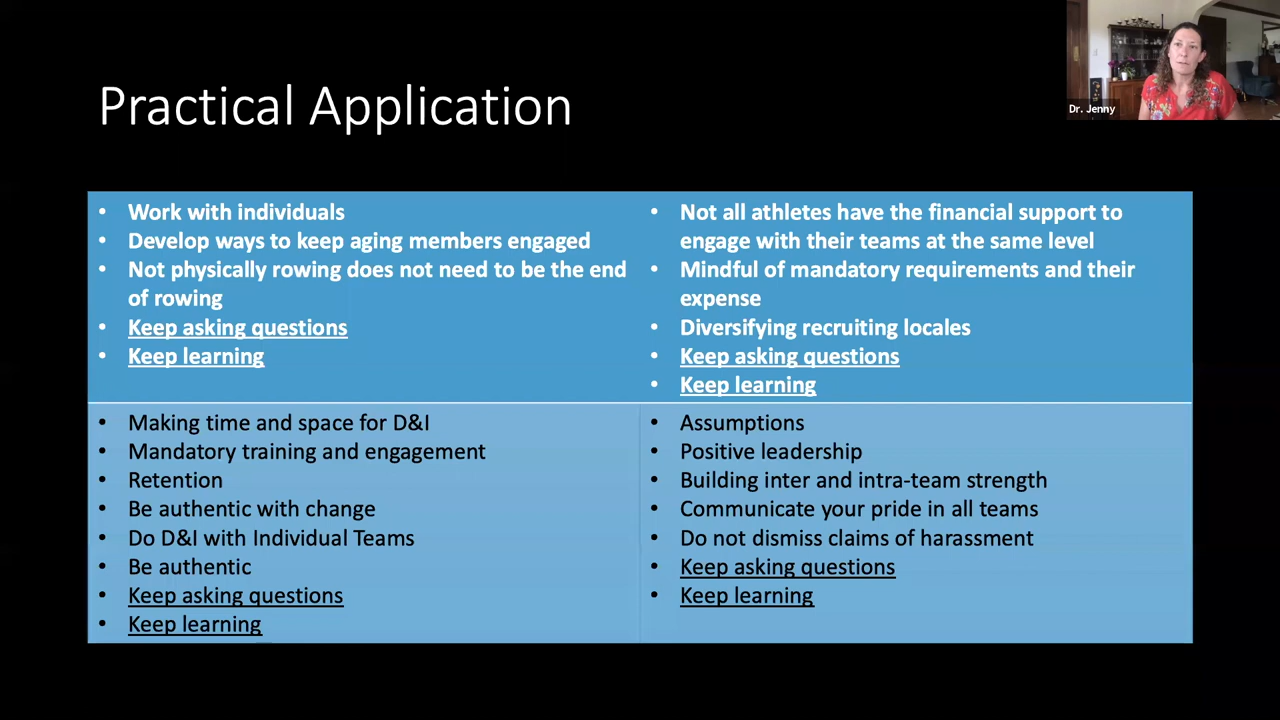 Practical Application
Dr. Jenny
• Work with individuals
• Develop ways to keep aging members engaged
• Not physically rowing does not need to be the end
of rowing
• Keep asking questions
• Keep learning
• Not all athletes have the financial support to
engage with their teams at the same level
• Mindful of mandatory requirements and their
expense
• Diversifying recruiting locales
• Keep asking questions
• Keep learning
• Making time and space for D&I
• Mandatory training and engagement
• Retention
• Be authentic with change
• Do D&I with Individual Teams
• Be authentic
• Keep asking questions
• Keep learning
• Assumptions
• Positive leadership
• Building inter and intra-team strength
• Communicate your pride in all teams
• Do not dismiss claims of harassment
• Keep asking questions
• Keep learning